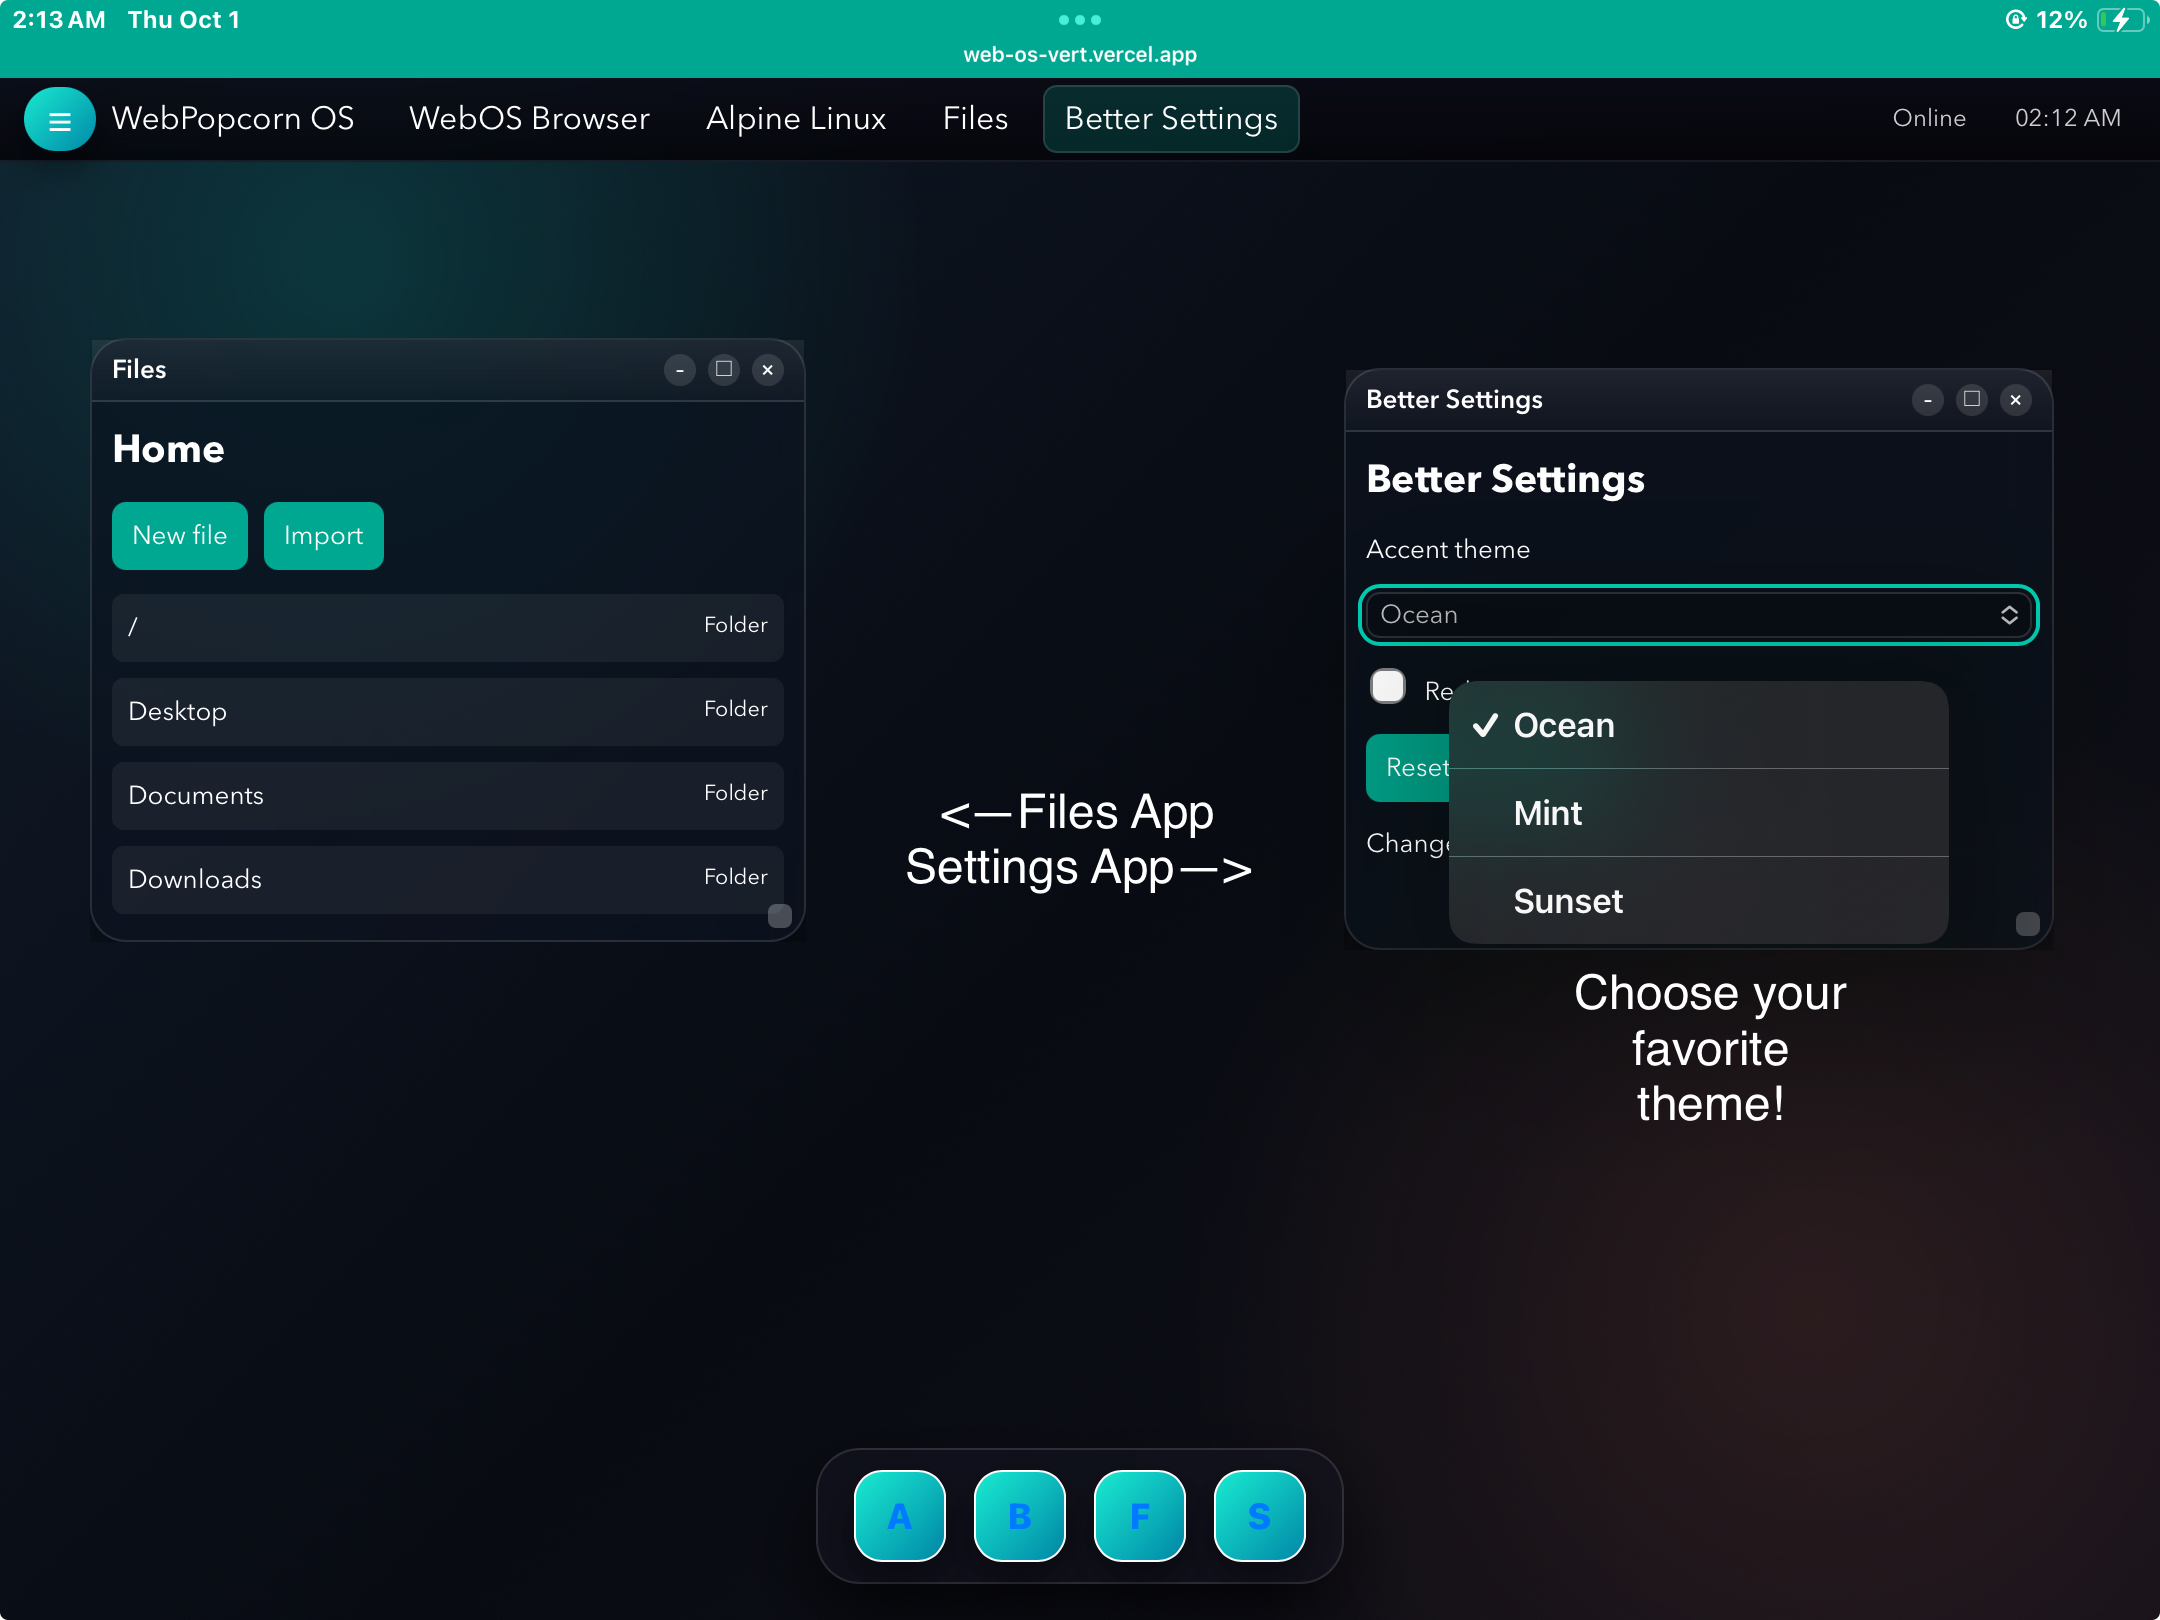 2:13 AM Thu Oct 1
12%
web-os-vert.vercel.app
WebPopcorn OS WebOS Browser Alpine Linux Files Better Settings Online 02:12 AM
Files
Home
New file Import
/ Folder
Desktop Folder
Documents Folder
Downloads Folder
<—Files App
Settings App—>
Better Settings
Better Settings
Accent theme
Ocean
Reset
✓ Ocean
Mint
Sunset
Choose your
favorite
theme!
A B F S